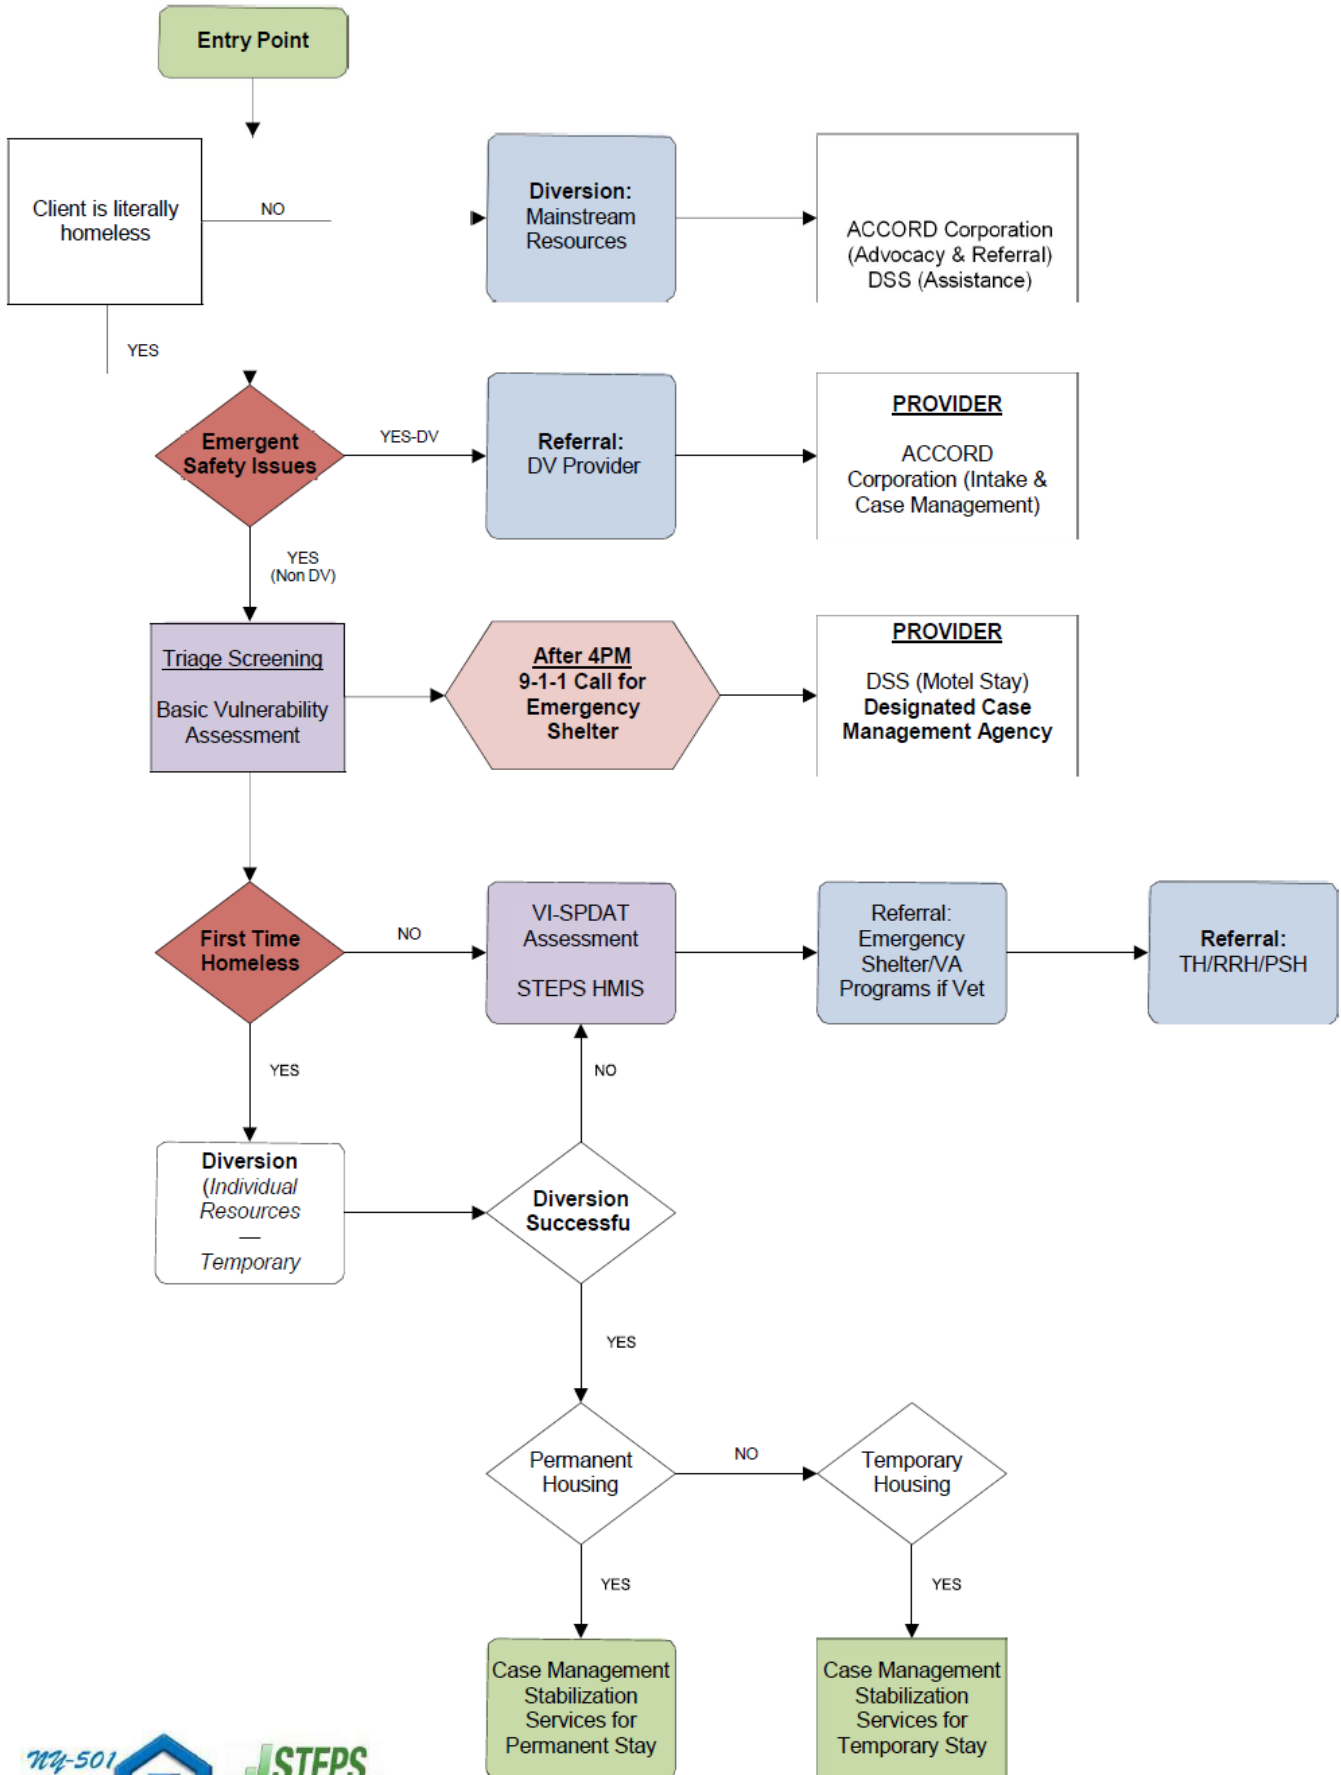 Entry Point
Client is literally
homeless
NO
Diversion:
Mainstream
Resources
ACCORD Corporation
(Advocacy & Referral)
DSS (Assistance)
YES
Emergent
Safety Issues
YES-DV
Referral:
DV Provider
PROVIDER
ACCORD
Corporation (Intake &
Case Management)
YES
(Non DV)
Triage Screening
Basic Vulnerability
Assessment
After 4PM
9-1-1 Call for
Emergency
Shelter
PROVIDER
DSS (Motel Stay)
Designated Case
Management Agency
First Time
Homeless
NO
VI-SPDAT
Assessment
STEPS HMIS
Referral:
Emergency
Shelter/VA
Programs if Vet
Referral:
TH/RRH/PSH
YES
NO
Diversion
(Individual
Resources
—
Temporary
Diversion
Successfu
YES
Permanent
Housing
NO
Temporary
Housing
YES
YES
Case Management
Stabilization
Services for
Permanent Stay
Case Management
Stabilization
Services for
Temporary Stay
NY-501
STEPS